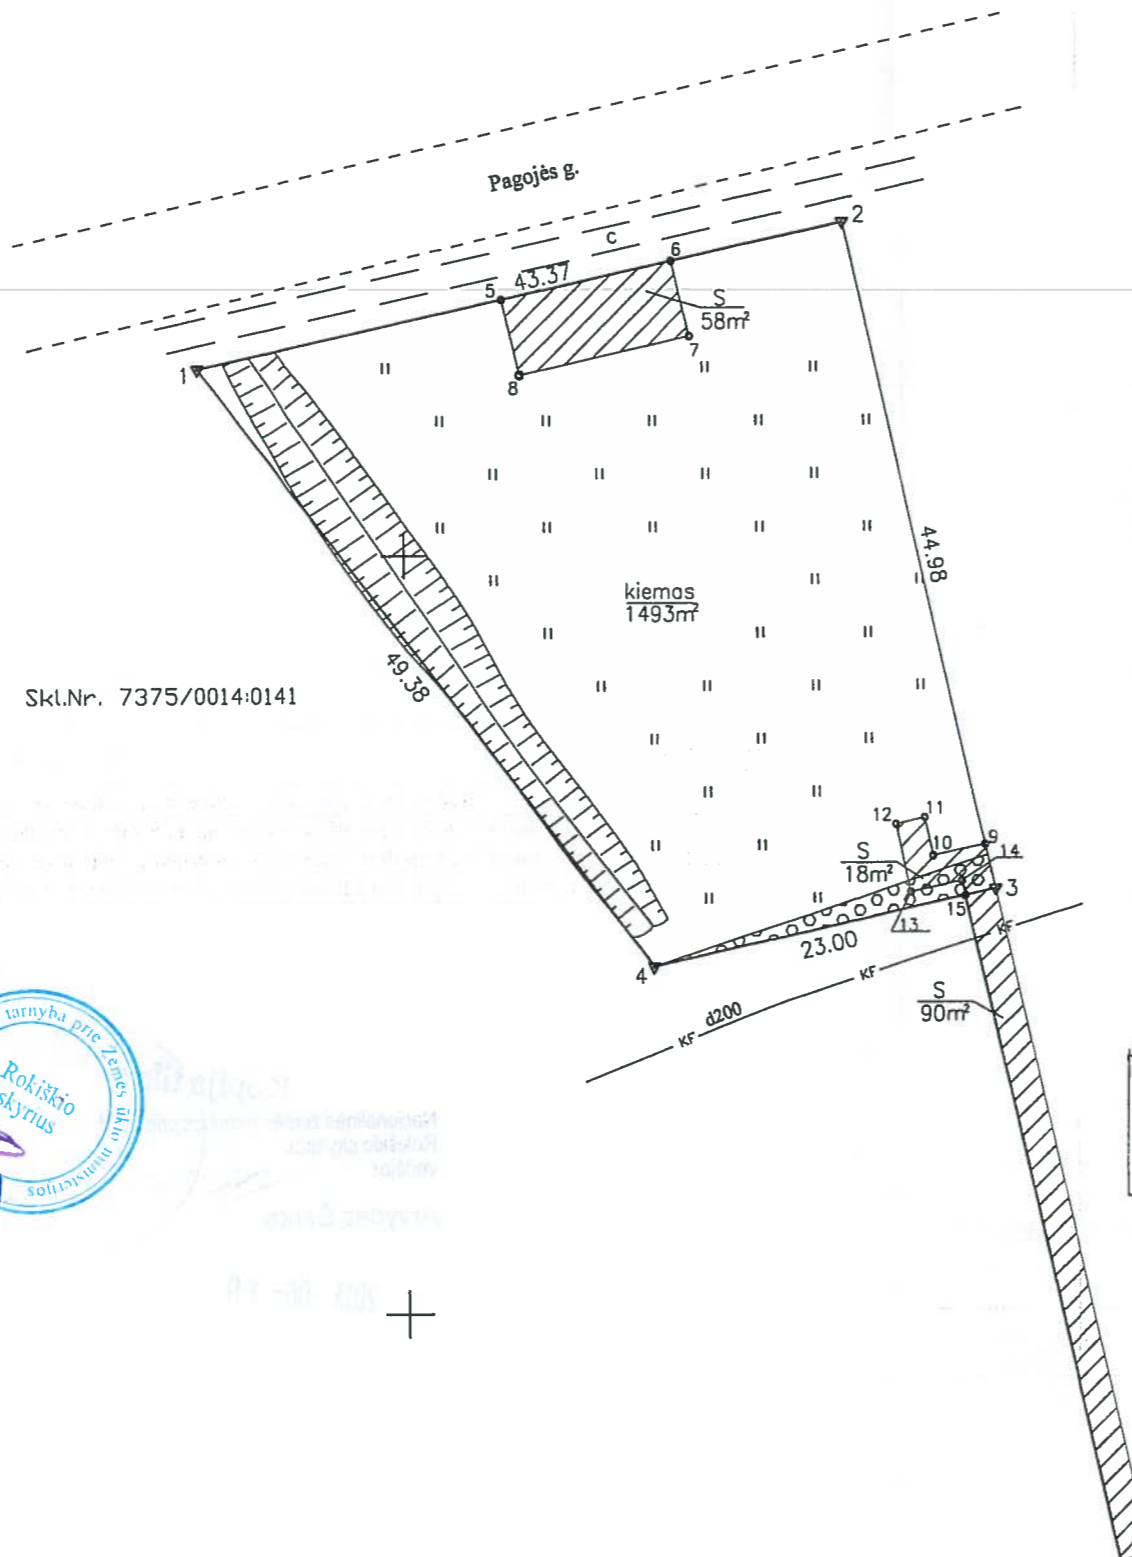 Pagojės g.
c
2
6
43.37
5
S
58m²
7
1
8
44.98
kiemas
1493m²
49.38
Skl.Nr. 7375/0014:0141
12
11
9
10
S
18m²
14
3
15
13
23.00
KF
4
KF
S
90m²
d200
KF
tarnyba prie Žemės ūkio ministerijos
Rokiškio
skyrius